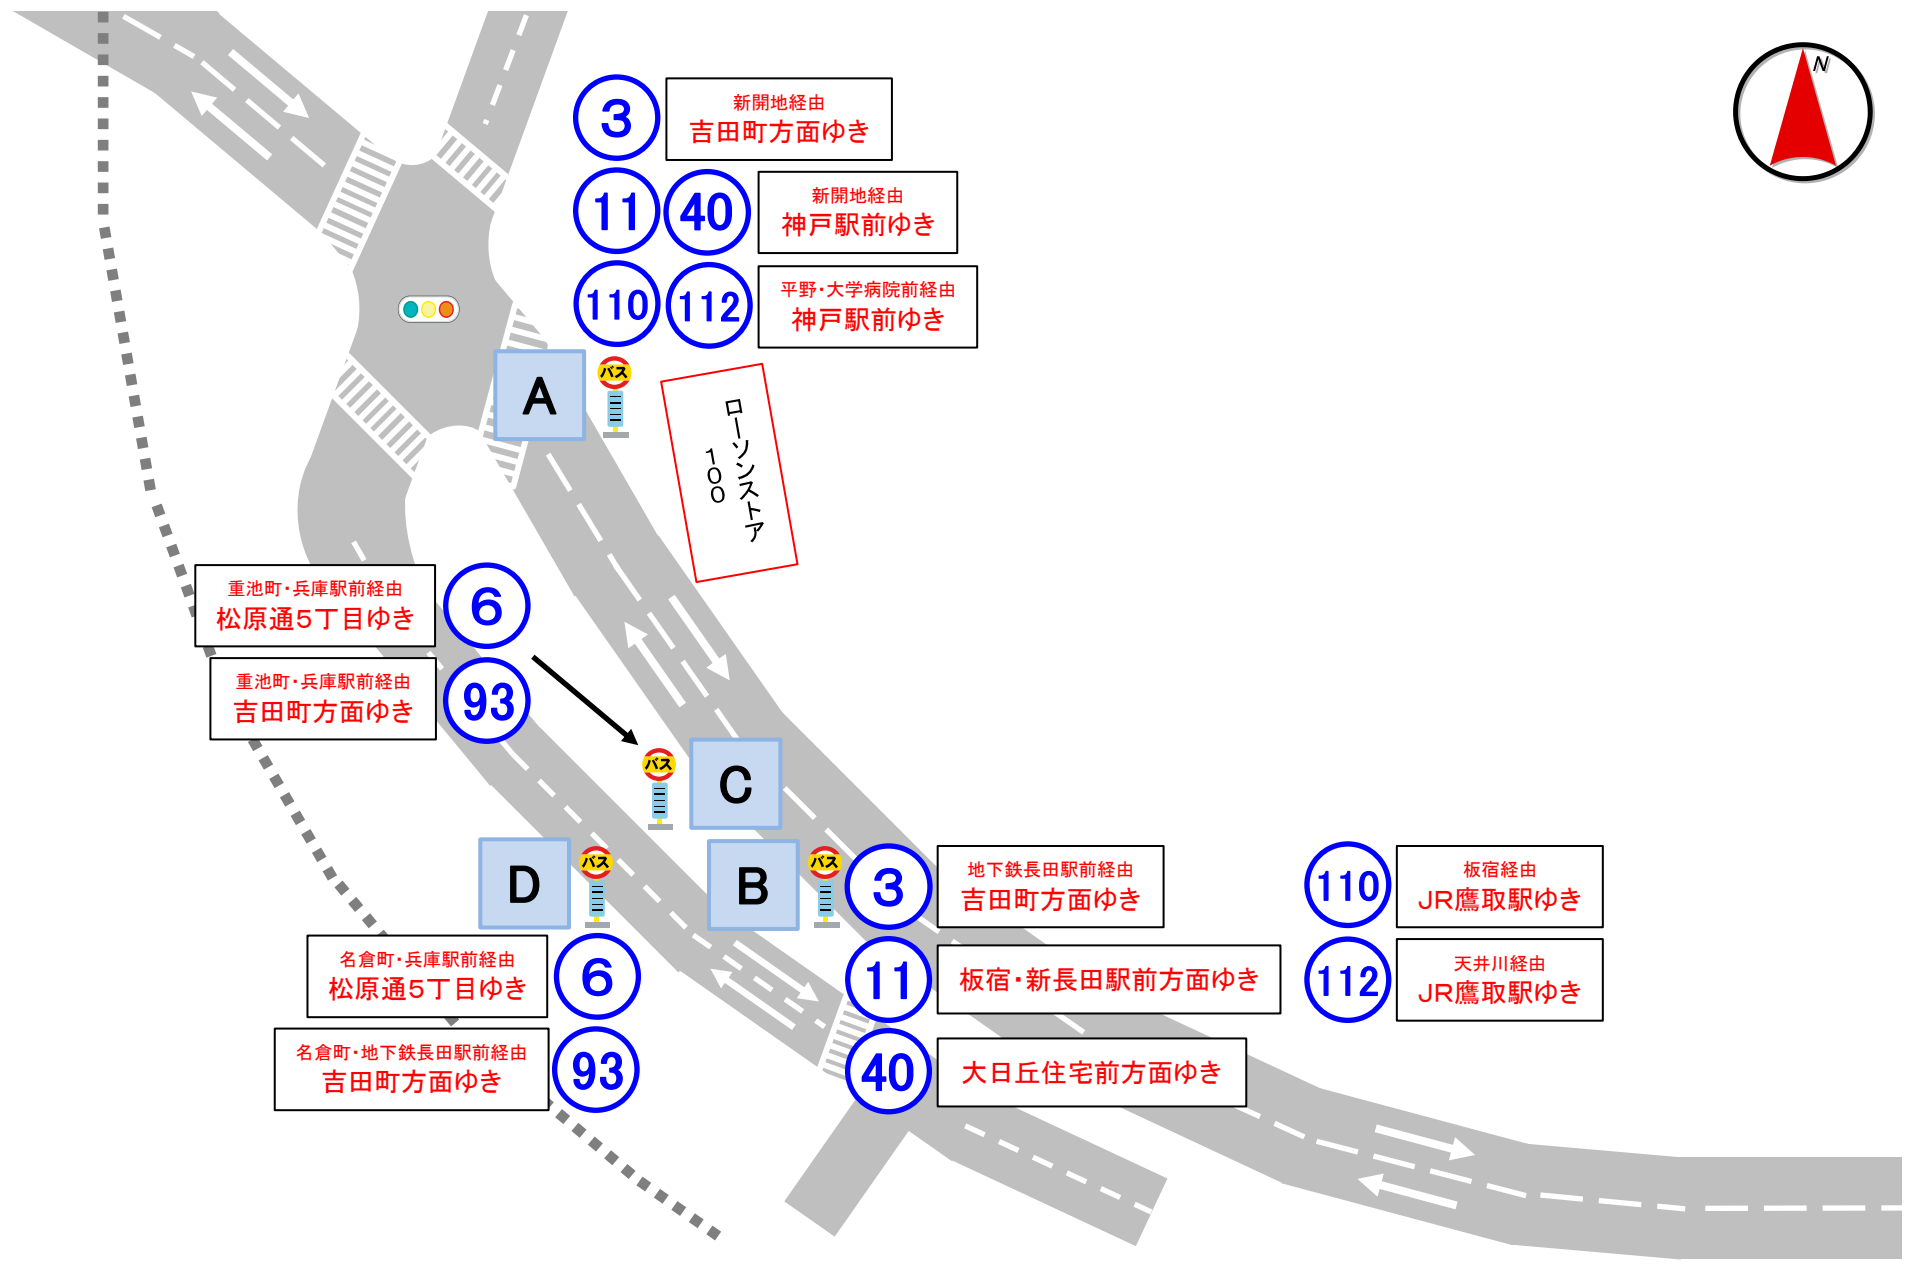 N
3
新開地経由
吉田町方面ゆき
11
40
新開地経由
神戸駅前ゆき
110
112
平野・大学病院前経由
神戸駅前ゆき
A
バス
ローソンストア
100
重池町・兵庫駅前経由
松原通5丁目ゆき
6
重池町・兵庫駅前経由
吉田町方面ゆき
93
バス
C
D
バス
B
バス
3
地下鉄長田駅前経由
吉田町方面ゆき
110
板宿経由
JR鷹取駅ゆき
名倉町・兵庫駅前経由
松原通5丁目ゆき
6
11
板宿・新長田駅前方面ゆき
112
天井川経由
JR鷹取駅ゆき
名倉町・地下鉄長田駅前経由
吉田町方面ゆき
93
40
大日丘住宅前方面ゆき